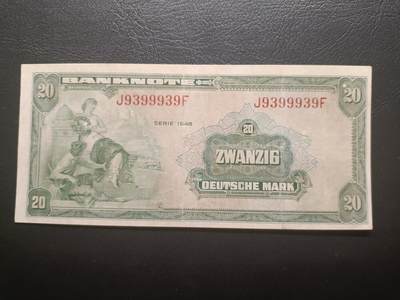 BANKNOTE
20
20
J9399939F
J9399939F
SERIE 1948
20
ZWANZIG
DEUTSCHE MARK
20
20